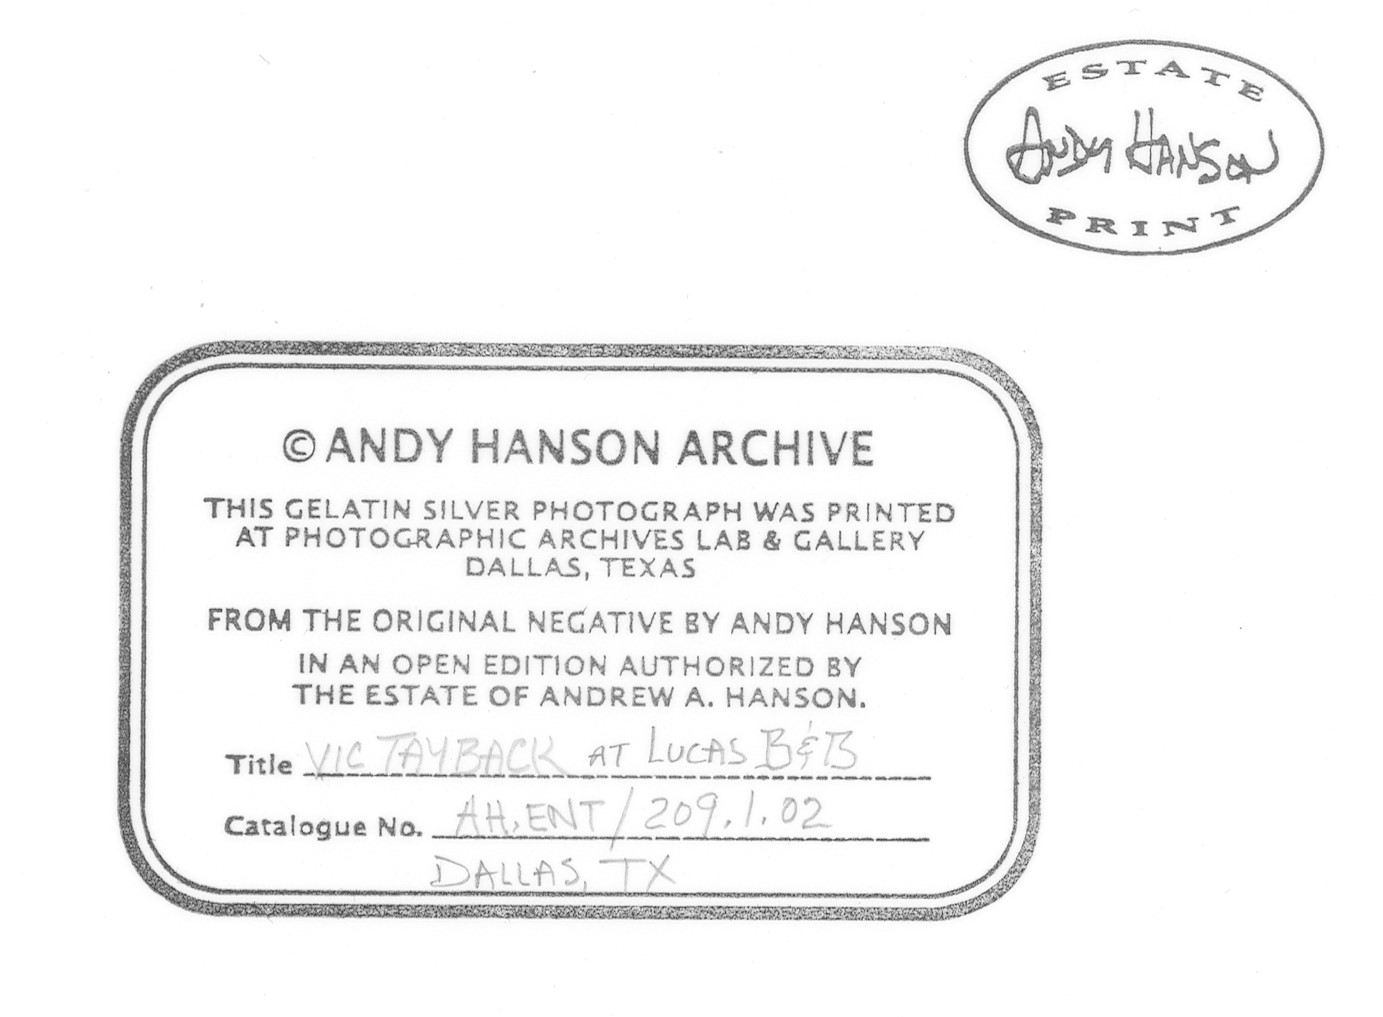 ESTATE
ANDY HANSON
PRINT
© ANDY HANSON ARCHIVE
THIS GELATIN SILVER PHOTOGRAPH WAS PRINTED
AT PHOTOGRAPHIC ARCHIVES LAB & GALLERY
DALLAS, TEXAS
FROM THE ORIGINAL NEGATIVE BY ANDY HANSON
IN AN OPEN EDITION AUTHORIZED BY
THE ESTATE OF ANDREW A. HANSON.
Title VIC TAYBACK AT LUCAS B&B
Catalogue No. AH.ENT/209.1.02
DALLAS, TX